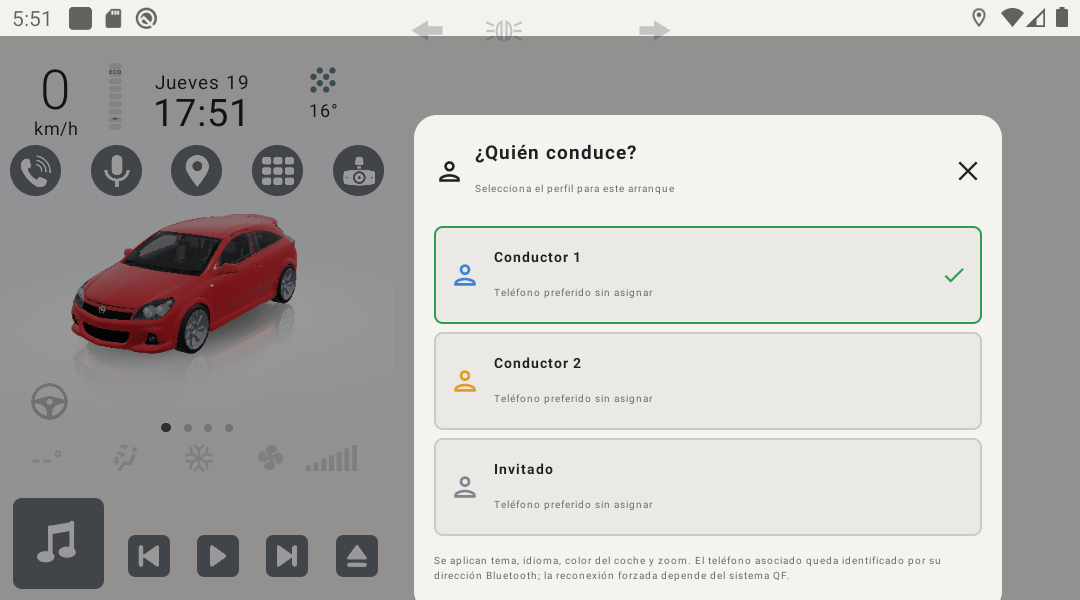 5:51
0
km/h
ECO
Jueves 19
17:51
16°
¿Quién conduce?
Selecciona el perfil para este arranque
Conductor 1
Teléfono preferido sin asignar
Conductor 2
Teléfono preferido sin asignar
Invitado
Teléfono preferido sin asignar
--°
Se aplican tema, idioma, color del coche y zoom. El teléfono asociado queda identificado por su
dirección Bluetooth; la reconexión forzada depende del sistema QF.